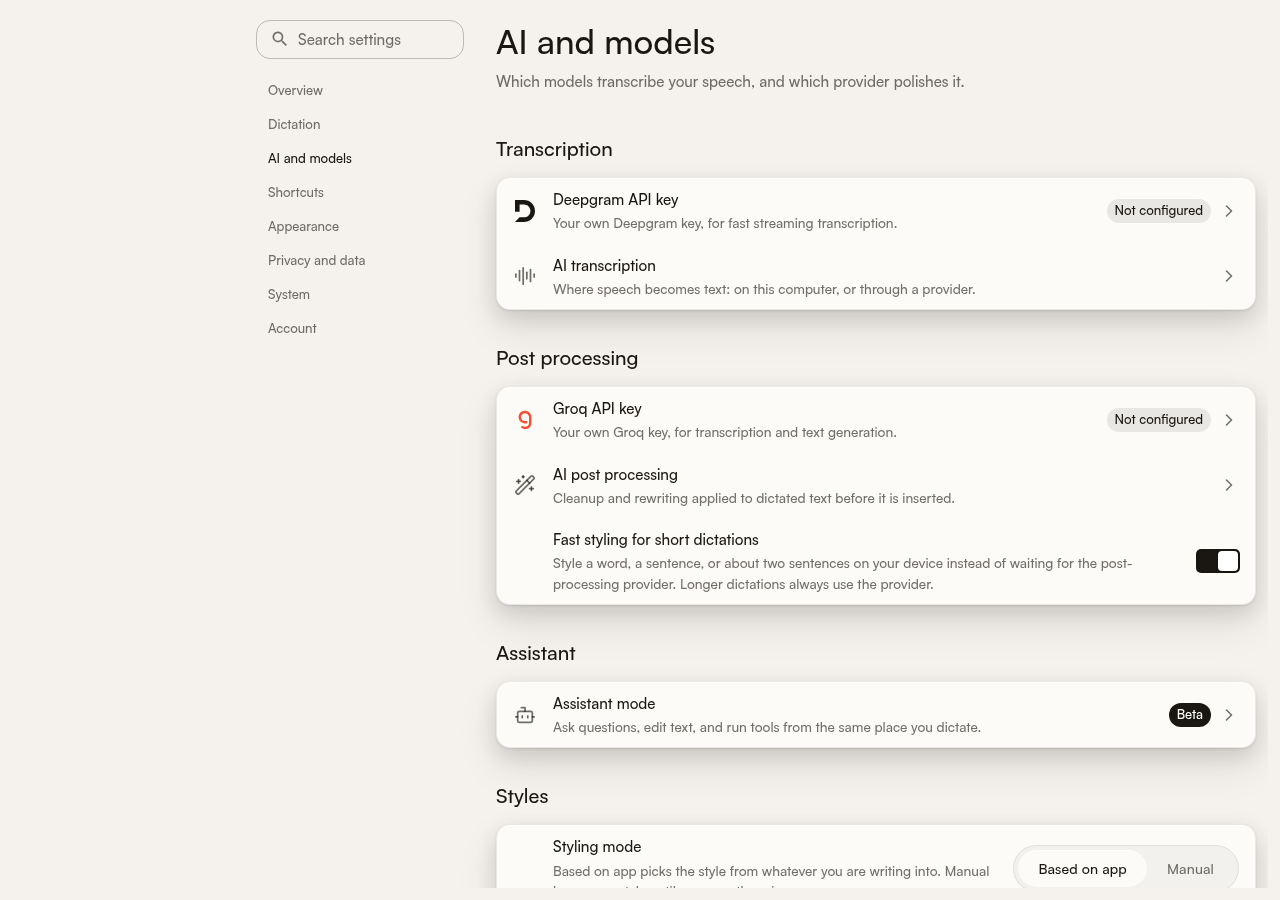 Search settings
Overview
Dictation
AI and models
Shortcuts
Appearance
Privacy and data
System
Account
AI and models
Which models transcribe your speech, and which provider polishes it.
Transcription
Deepgram API key
Your own Deepgram key, for fast streaming transcription.
Not configured
AI transcription
Where speech becomes text: on this computer, or through a provider.
Post processing
Groq API key
Your own Groq key, for transcription and text generation.
Not configured
AI post processing
Cleanup and rewriting applied to dictated text before it is inserted.
Fast styling for short dictations
Style a word, a sentence, or about two sentences on your device instead of waiting for the post-
processing provider. Longer dictations always use the provider.
Assistant
Assistant mode
Ask questions, edit text, and run tools from the same place you dictate.
Beta
Styles
Styling mode
Based on app picks the style from whatever you are writing into. Manual
Based on app
Manual